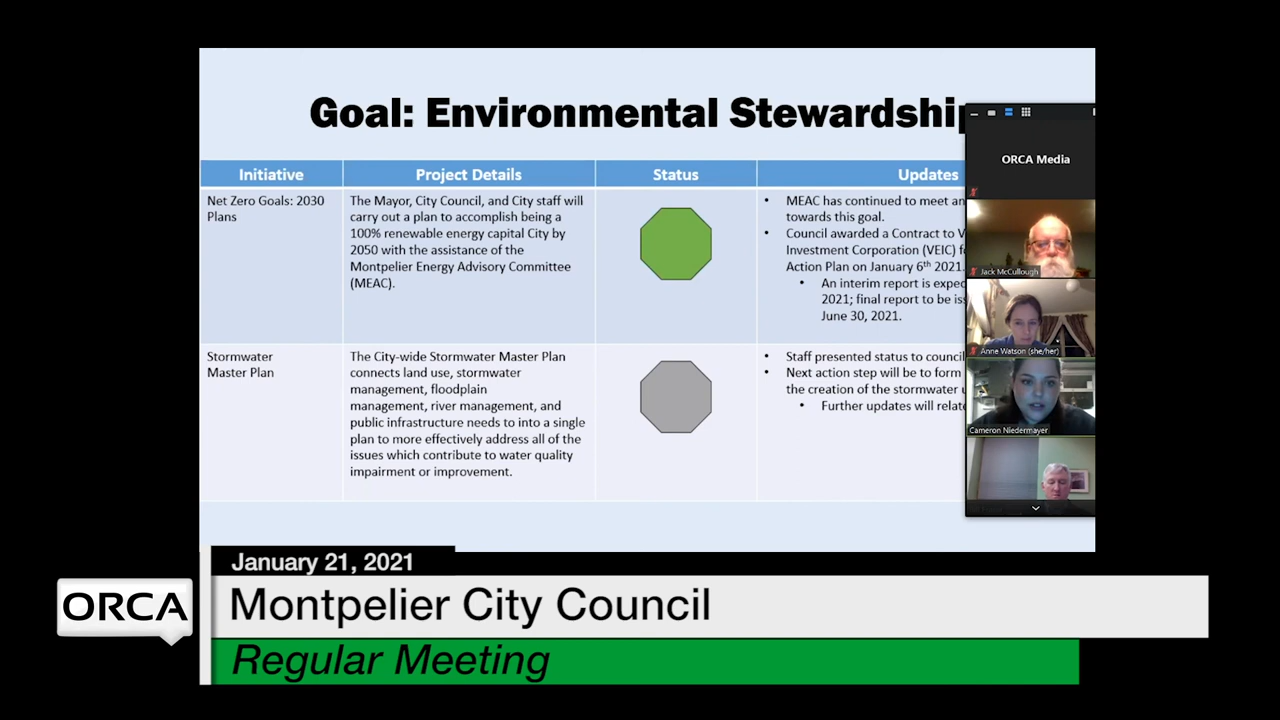 Goal: Environmental Stewardship
Initiative
Project Details
Status
Updates
Net Zero Goals: 2030
Plans
The Mayor, City Council, and City staff will
carry out a plan to accomplish being a
100% renewable energy capital City by
2050 with the assistance of the
Montpelier Energy Advisory Committee
(MEAC).
• MEAC has continued to meet an
towards this goal.
• Council awarded a Contract to V
Investment Corporation (VEIC) f
Action Plan on January 6th 2021.
• An interim report is expec
2021; final report to be is
June 30, 2021.
Stormwater
Master Plan
The City-wide Stormwater Master Plan
connects land use, stormwater
management, floodplain
management, river management, and
public infrastructure needs to into a single
plan to more effectively address all of the
issues which contribute to water quality
impairment or improvement.
• Staff presented status to council
• Next action step will be to form
the creation of the stormwater
• Further updates will relat
ORCA Media
Jack McCullough
Anne Watson (she/her)
Cameron Niedermayer
January 21, 2021
ORCA
Montpelier City Council
Regular Meeting